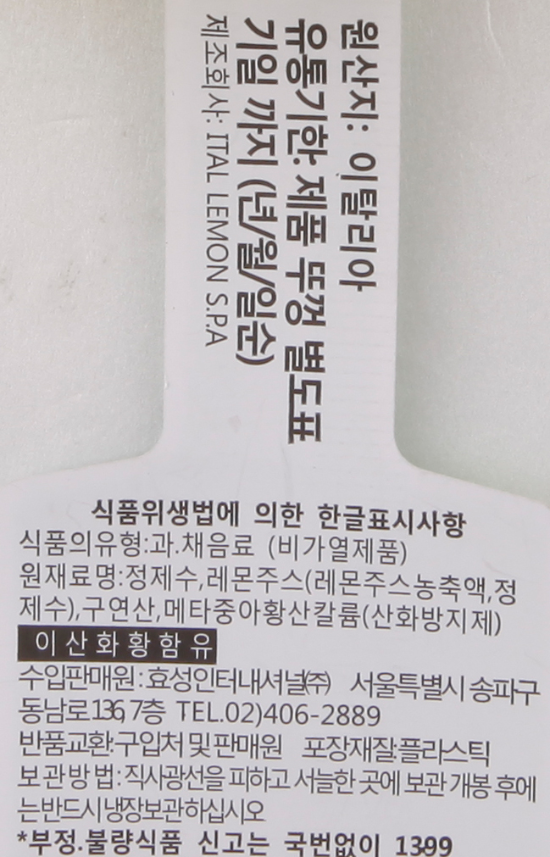 원산지: 이탈리아
유통기한: 제품 뚜껑 별도표
기일 까지 (년/월/일순)
제조회사: ITAL LEMON S.P.A
식품위생법에 의한 한글표시사항
식품의유형:과.채음료 (비가열제품)
원재료명:정제수,레몬주스(레몬주스농축액,정
제수),구연산,메타중아황산칼륨(산화방지제)
이산화황함유
수입판매원:효성인터내셔널㈜ 서울특별시 송파구
동남로136,7층 TEL.02)406-2889
반품교환:구입처 및 판매원 포장재질:플라스틱
보관방법:직사광선을 피하고 서늘한 곳에 보관 개봉 후에
는 반드시 냉장보관 하십시오
*부정.불량식품 신고는 국번없이 1399